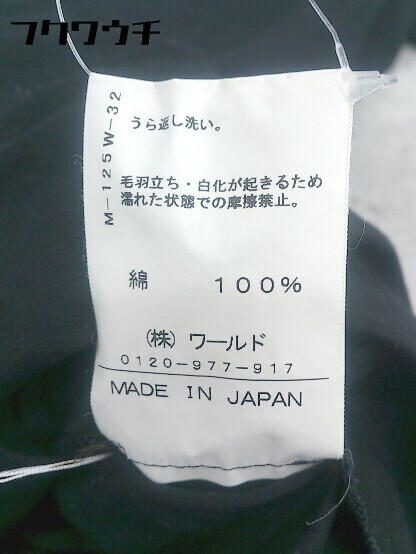 フクワウチ
M-125W-32
うら返し洗い。
毛羽立ち・白化が起きるため
濡れた状態での摩擦禁止。
綿 100%
(株) ワールド
0120-977-917
MADE IN JAPAN